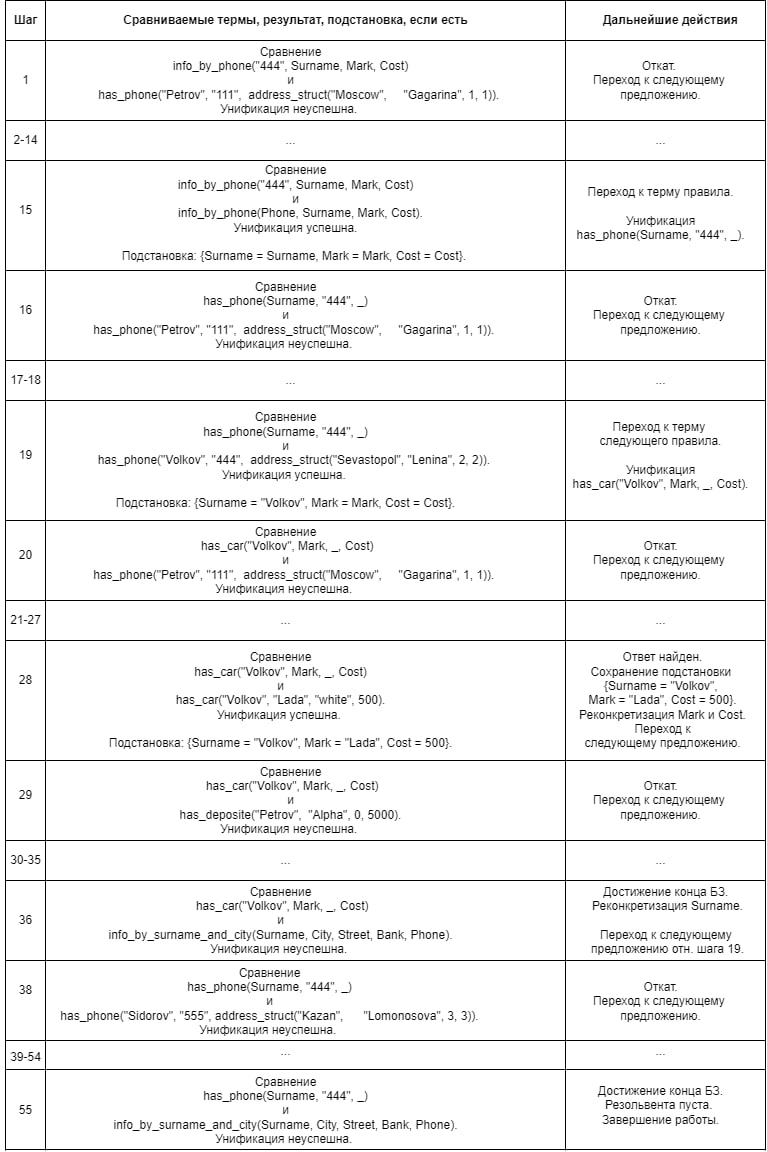 Шаг
Сравниваемые термы, результат, подстановка, если есть
Дальнейшие действия
1
Сравнение
info_by_phone("444", Surname, Mark, Cost)
и
has_phone("Petrov", "111", address_struct("Moscow", "Gagarina", 1, 1)).
Унификация неуспешна.
Откат.
Переход к следующему
предложению.
2-14
...
...
15
Сравнение
info_by_phone("444", Surname, Mark, Cost)
и
info_by_phone(Phone, Surname, Mark, Cost).
Унификация успешна.
Подстановка: {Surname = Surname, Mark = Mark, Cost = Cost}.
Переход к терму правила.
Унификация
has_phone(Surname, "444", _).
16
Сравнение
has_phone(Surname, "444", _)
и
has_phone("Petrov", "111", address_struct("Moscow", "Gagarina", 1, 1)).
Унификация неуспешна.
Откат.
Переход к следующему
предложению.
17-18
...
...
19
Сравнение
has_phone(Surname, "444", _)
и
has_phone("Volkov", "444", address_struct("Sevastopol", "Lenina", 2, 2)).
Унификация успешна.
Подстановка: {Surname = "Volkov", Mark = Mark, Cost = Cost}.
Переход к терму
следующего правила.
Унификация
has_car("Volkov", Mark, _, Cost).
20
Сравнение
has_car("Volkov", Mark, _, Cost)
и
has_phone("Petrov", "111", address_struct("Moscow", "Gagarina", 1, 1)).
Унификация неуспешна.
Откат.
Переход к следующему
предложению.
21-27
...
...
28
Сравнение
has_car("Volkov", Mark, _, Cost)
и
has_car("Volkov", "Lada", "white", 500).
Унификация успешна.
Подстановка: {Surname = "Volkov", Mark = "Lada", Cost = 500}.
Ответ найден.
Сохранение подстановки
{Surname = "Volkov",
Mark = "Lada", Cost = 500}.
Реконкретизация Mark и Cost.
Переход к
следующему предложению.
29
Сравнение
has_car("Volkov", Mark, _, Cost)
и
has_deposite("Petrov", "Alpha", 0, 5000).
Унификация неуспешна.
Откат.
Переход к следующему
предложению.
30-35
...
...
36
Сравнение
has_car("Volkov", Mark, _, Cost)
и
info_by_surname_and_city(Surname, City, Street, Bank, Phone).
Унификация неуспешна.
Достижение конца БЗ.
Реконкретизация Surname.
Переход к следующему
предложению отн. шага 19.
38
Сравнение
has_phone(Surname, "444", _)
и
has_phone("Sidorov", "555", address_struct("Kazan", "Lomonosova", 3, 3)).
Унификация неуспешна.
Откат.
Переход к следующему
предложению.
39-54
...
...
55
Сравнение
has_phone(Surname, "444", _)
и
info_by_surname_and_city(Surname, City, Street, Bank, Phone).
Унификация неуспешна.
Достижение конца БЗ.
Резольвента пуста.
Завершение работы.